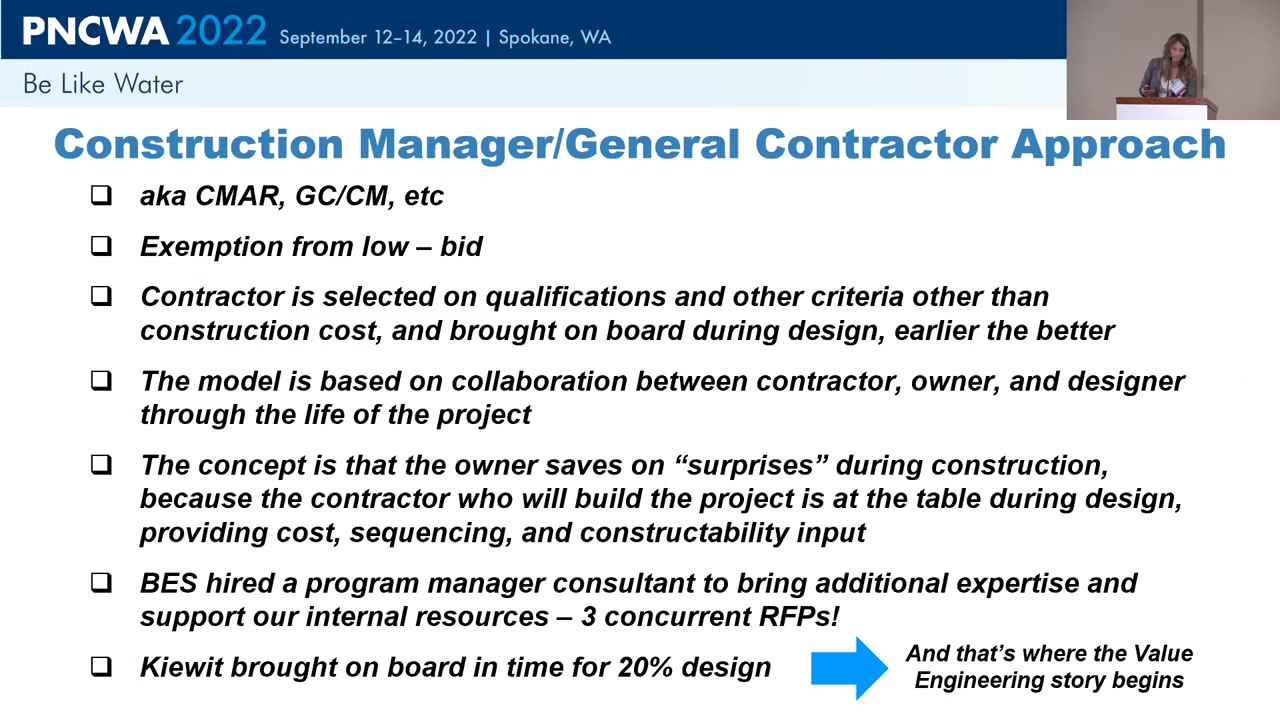 PNCWA 2022 September 12–14, 2022 | Spokane, WA
Be Like Water
Construction Manager/General Contractor Approach
aka CMAR, GC/CM, etc
Exemption from low – bid
Contractor is selected on qualifications and other criteria other than
construction cost, and brought on board during design, earlier the better
The model is based on collaboration between contractor, owner, and designer
through the life of the project
The concept is that the owner saves on “surprises” during construction,
because the contractor who will build the project is at the table during design,
providing cost, sequencing, and constructability input
BES hired a program manager consultant to bring additional expertise and
support our internal resources – 3 concurrent RFPs!
Kiewit brought on board in time for 20% design
And that’s where the Value
Engineering story begins